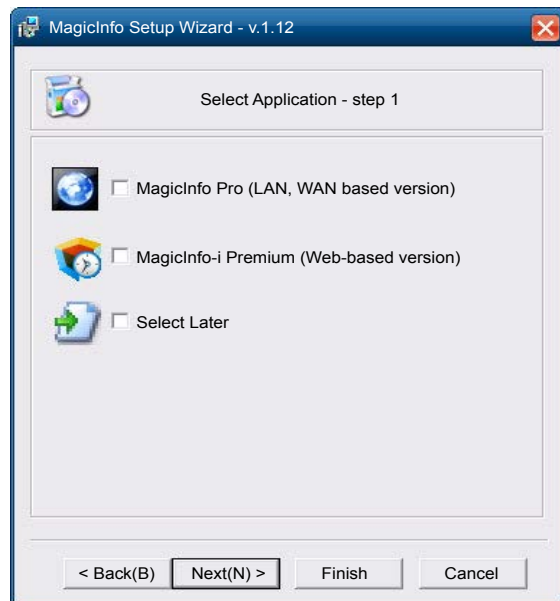 MagicInfo Setup Wizard - v.1.12
Select Application - step 1
MagicInfo Pro (LAN, WAN based version)
MagicInfo-i Premium (Web-based version)
Select Later
< Back(B) Next(N) > Finish Cancel